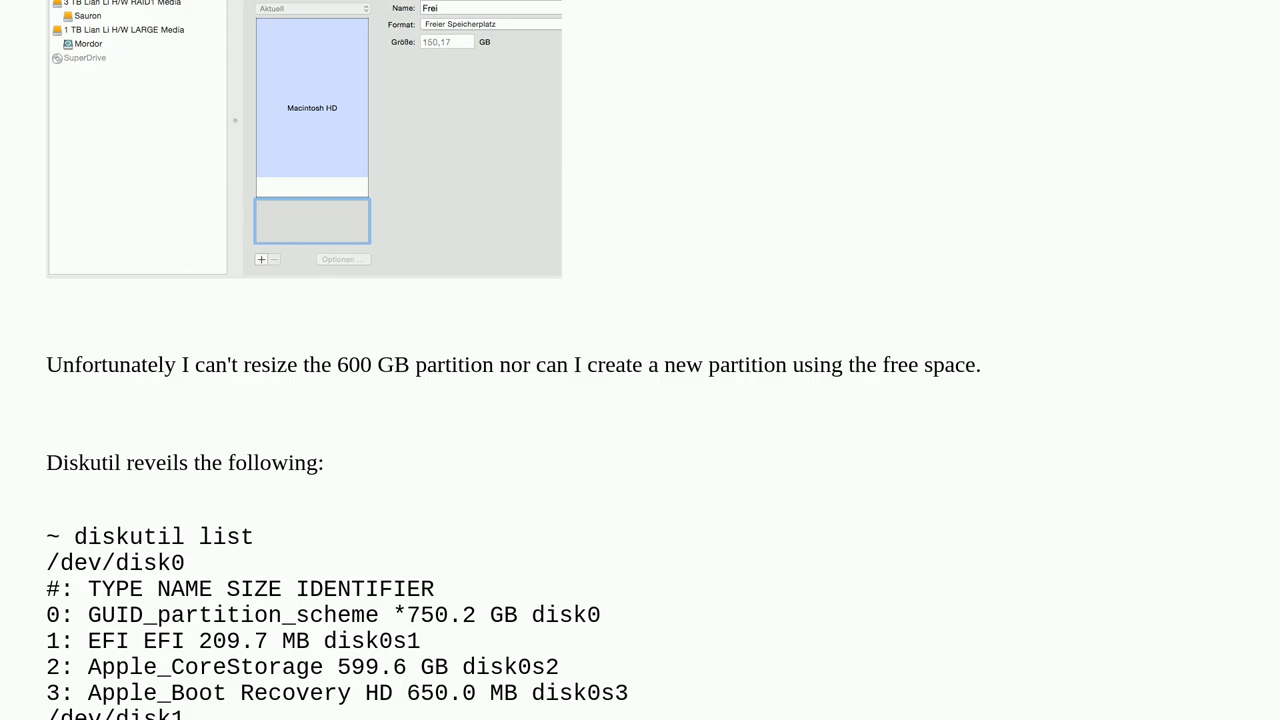 3 TB Lian Li H/W RAID1 Media
Sauron
1 TB Lian Li H/W LARGE Media
Mordor
SuperDrive
Aktuell
Macintosh HD
+ −
Optionen ...
Name: Frei
Format: Freier Speicherplatz
Größe: 150,17 GB
Unfortunately I can't resize the 600 GB partition nor can I create a new partition using the free space.
Diskutil reveils the following:
~ diskutil list
/dev/disk0
#: TYPE NAME SIZE IDENTIFIER
0: GUID_partition_scheme *750.2 GB disk0
1: EFI EFI 209.7 MB disk0s1
2: Apple_CoreStorage 599.6 GB disk0s2
3: Apple_Boot Recovery HD 650.0 MB disk0s3
/dev/disk1